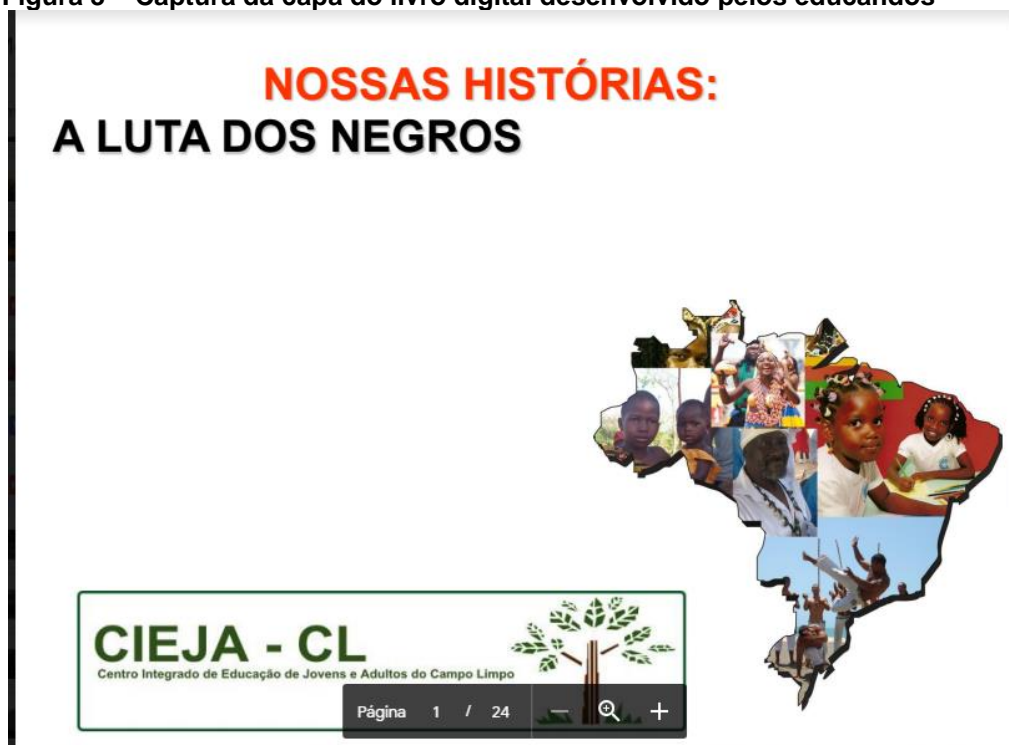 Figura 3 – Captura da capa do livro digital desenvolvido pelos educandos
NOSSAS HISTÓRIAS:
A LUTA DOS NEGROS
CIEJA - CL
Centro Integrado de Educação de Jovens e Adultos do Campo Limpo
Página 1 / 24